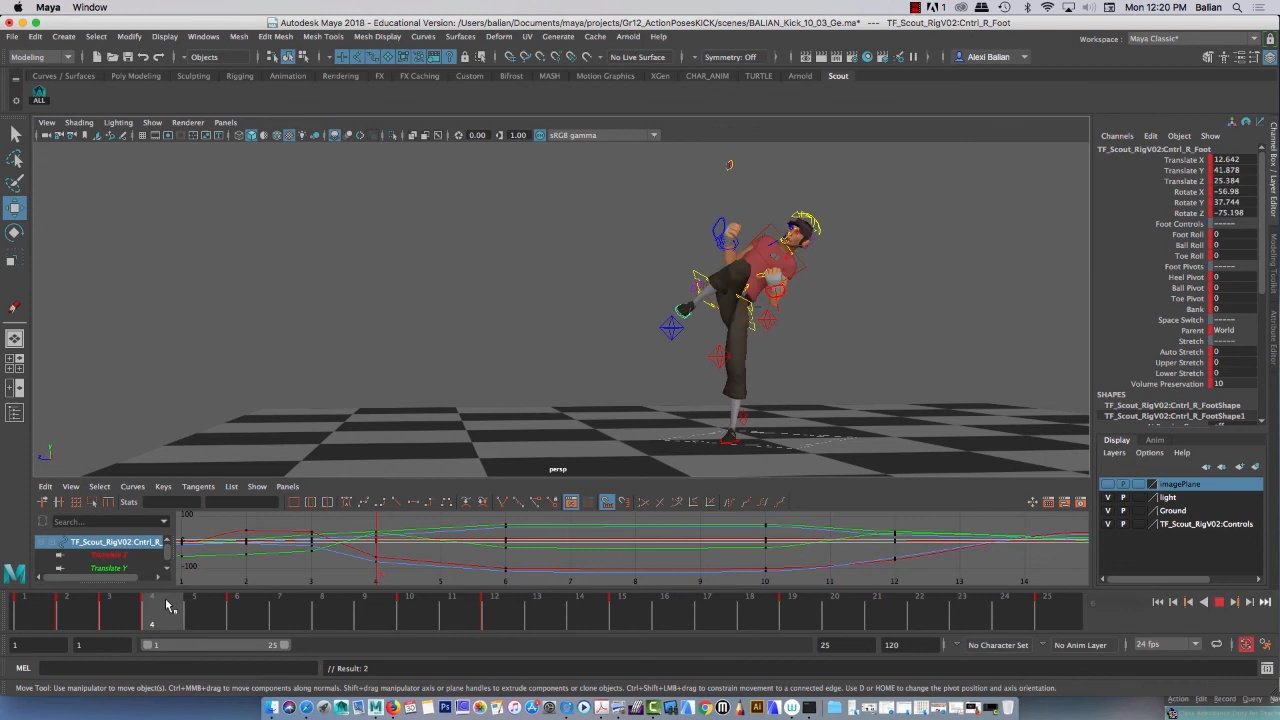 Maya Window Mon 12:20 PM Balian
Autodesk Maya 2018 - Educational Version: /Users/balian/Documents/maya/projects/Gr12_ActionPosesKICK/scenes/BALIAN_Kick_10_03_Ge.ma* --- TF_Scout_RigV02:Cntrl_R_Foot
File Edit Create Select Modify Display Windows Mesh Edit Mesh Mesh Tools Mesh Display Curves Surfaces Deform UV Generate Cache Arnold Help
Workspace : Maya Classic*
Modeling Objects No Live Surface Symmetry: Off Alexi Balian
Curves / Surfaces Poly Modeling Sculpting Rigging Animation Rendering FX FX Caching Custom Bifrost MASH Motion Graphics XGen CHAR_ANIM TURTLE Arnold Scout
ALL
View Shading Lighting Show Renderer Panels
0.00 1.00 sRGB gamma
Channels Edit Object Show
TF_Scout_RigV02:Cntrl_R_Foot
Translate X 12.642
Translate Y 41.878
Translate Z 25.384
Rotate X -56.98
Rotate Y 37.744
Rotate Z -75.198
Foot Controls ------
Foot Roll 0
Ball Roll 0
Toe Roll 0
Foot Pivots ------
Heel Pivot 0
Ball Pivot 0
Toe Pivot 0
Bank 0
Space Switch ------
Parent World
Stretch ------
Auto Stretch 0
Upper Stretch 0
Lower Stretch 0
Volume Preservation 10
SHAPES
TF_Scout_RigV02:Cntrl_R_FootShape
TF_Scout_RigV02:Cntrl_R_FootShape1
Channel Box / Layer Editor
Modeling Toolkit
Attribute Editor
persp
Display Anim
Layers Options Help
P imagePlane
V P light
V P Ground
V P TF_Scout_RigV02:Controls
Edit View Select Curves Keys Tangents List Show Panels
Stats
Search...
TF_Scout_RigV02:Cntrl_R
Translate X
Translate Y
100
-100
1 2 3 4 5 6 7 8 9 10 11 12 13 14
1 2 3 4 5 6 7 8 9 10 11 12 13 14 15 16 17 18 19 20 21 22 23 24 25
4
6
1 1 1 25 25 120 No Character Set No Anim Layer 24 fps
MEL // Result: 2
Move Tool: Use manipulator to move object(s). Ctrl+MMB+drag to move components along normals. Shift+drag manipulator axis or plane handles to extrude components or clone objects. Ctrl+Shift+LMB+drag to constrain movement to a connected edge. Use D or HOME to change the pivot position and axis orientation.
Action Edit Record Query